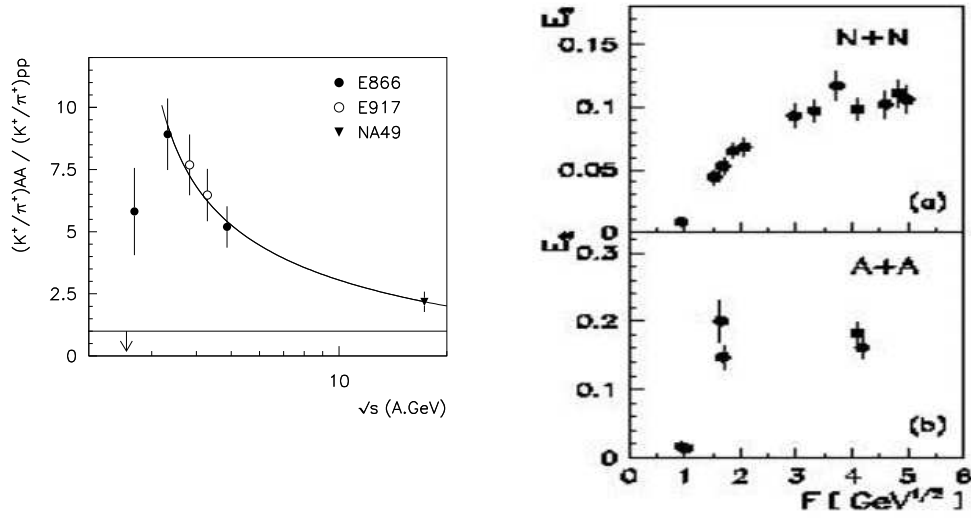 (K⁺/π⁺)AA / (K⁺/π⁺)pp
10
7.5
5
2.5
0
● E866
○ E917
▼ NA49
10
√s (A.GeV)
E_s
0.15
0.1
0.05
0
N+N
(a)
E_s
0.3
0.2
0.1
0
A+A
(b)
0 1 2 3 4 5 6
F [ GeV^1/2 ]